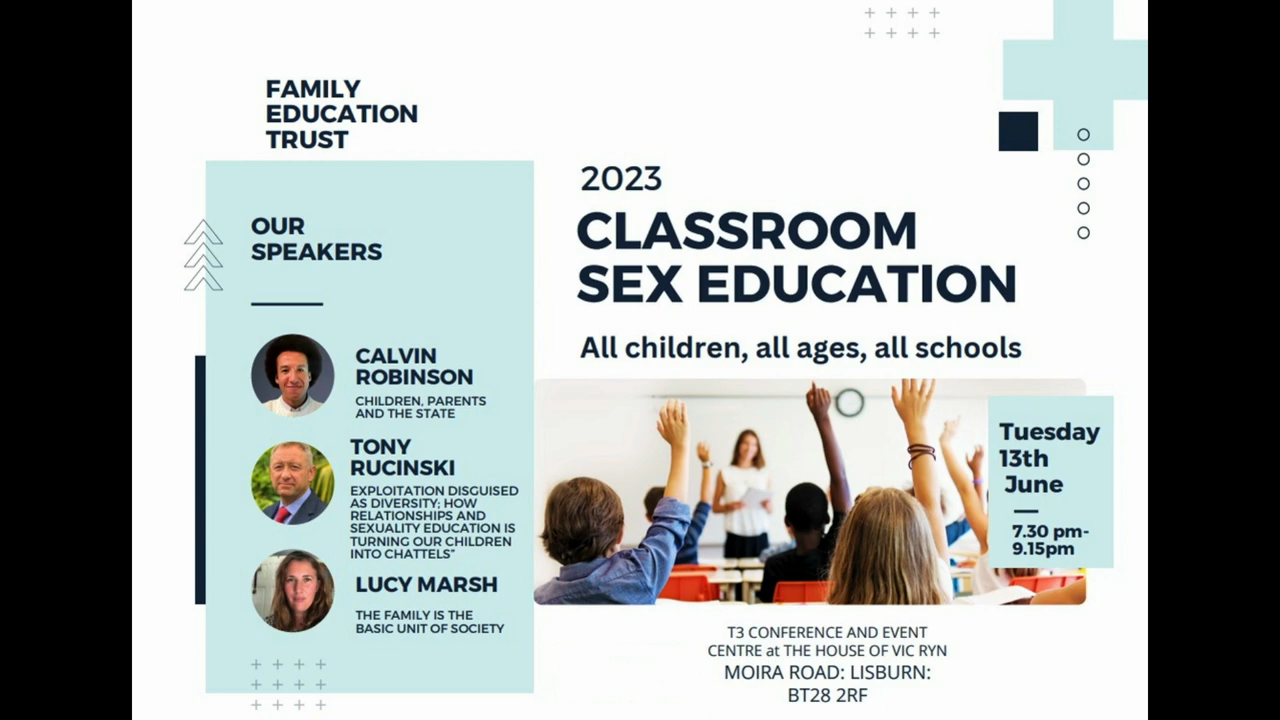 FAMILY
EDUCATION
TRUST
OUR
SPEAKERS
CALVIN
ROBINSON
CHILDREN, PARENTS
AND THE STATE
TONY
RUCINSKI
EXPLOITATION DISGUISED
AS DIVERSITY; HOW
RELATIONSHIPS AND
SEXUALITY EDUCATION IS
TURNING OUR CHILDREN
INTO CHATTELS”
LUCY MARSH
THE FAMILY IS THE
BASIC UNIT OF SOCIETY
2023
CLASSROOM
SEX EDUCATION
All children, all ages, all schools
Tuesday
13th
June
7.30 pm-
9.15pm
T3 CONFERENCE AND EVENT
CENTRE at THE HOUSE OF VIC RYN
MOIRA ROAD: LISBURN:
BT28 2RF